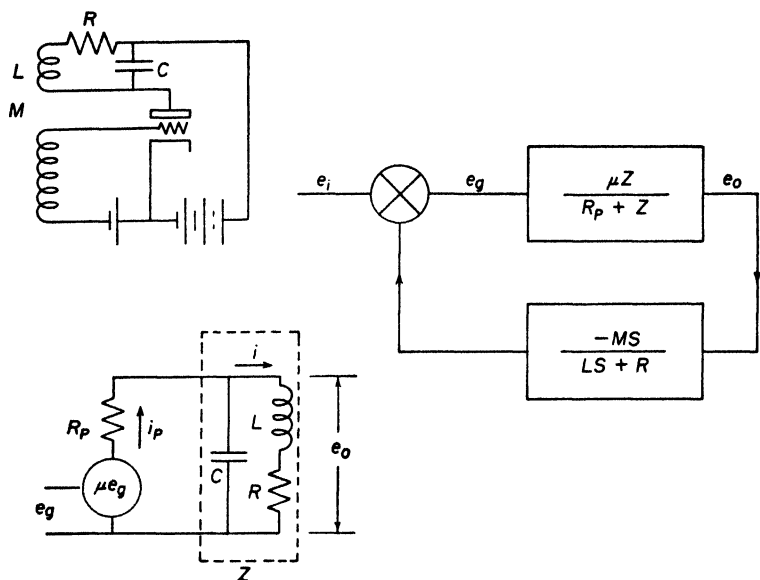 R
L
C
M
e_i
e_g
μZ
R_P + Z
e_o
-MS
LS + R
i
R_P
i_P
L
e_o
C
R
μe_g
e_g
Z